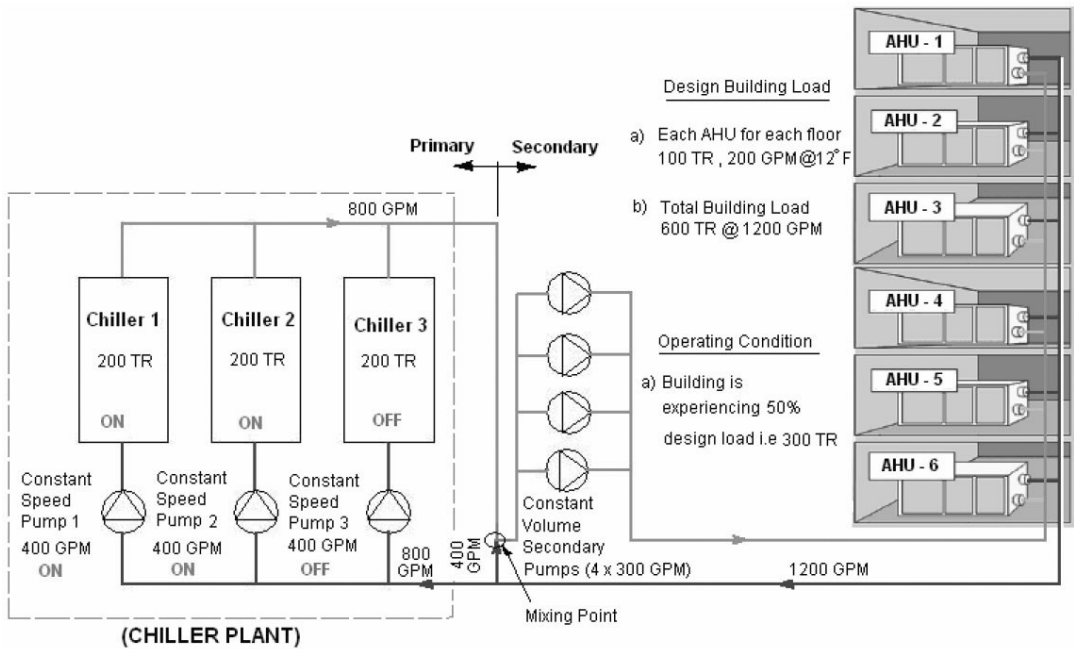 AHU - 1
Design Building Load
AHU - 2
a) Each AHU for each floor
100 TR , 200 GPM @12°F
Primary
Secondary
b) Total Building Load
600 TR @ 1200 GPM
AHU - 3
800 GPM
Chiller 1
200 TR
ON
Chiller 2
200 TR
ON
Chiller 3
200 TR
OFF
AHU - 4
Operating Condition
a) Building is
experiencing 50%
design load i.e 300 TR
AHU - 5
AHU - 6
Constant
Speed
Pump 1
400 GPM
ON
Constant
Speed
Pump 2
400 GPM
ON
Constant
Speed
Pump 3
400 GPM
OFF
800
GPM
400
GPM
Constant
Volume
Secondary
Pumps (4 x 300 GPM)
1200 GPM
Mixing Point
(CHILLER PLANT)